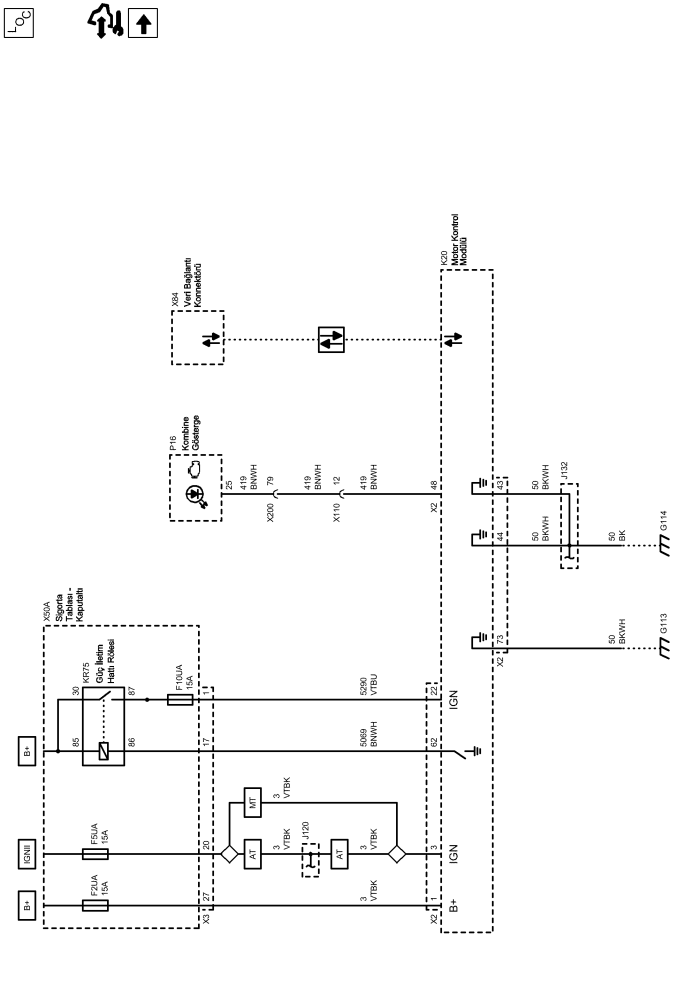 LOC
X84
Veri Bağlantı
Konnektörü
K20
Motor Kontrol
Modülü
P16
Kombine
Gösterge
25
419
BNWH
79
X200
419
BNWH
12
X110
419
BNWH
48
X2
43
50
BKWH
J132
44
50
BKWH
50
BK
G114
73
X2
50
BKWH
G113
X50A
Sigorta
Tablası -
Kaputaltı
KR75
Güç İletim
Hattı Rölesi
30
87
85
86
F10UA
15A
11
5290
VTBU
22
IGN
B+
17
5069
BNWH
62
IGNII
F5UA
15A
20
MT
3
VTBK
AT
3
VTBK
J120
AT
3
VTBK
3
IGN
B+
F2UA
15A
27
X3
3
VTBK
1
X2
B+